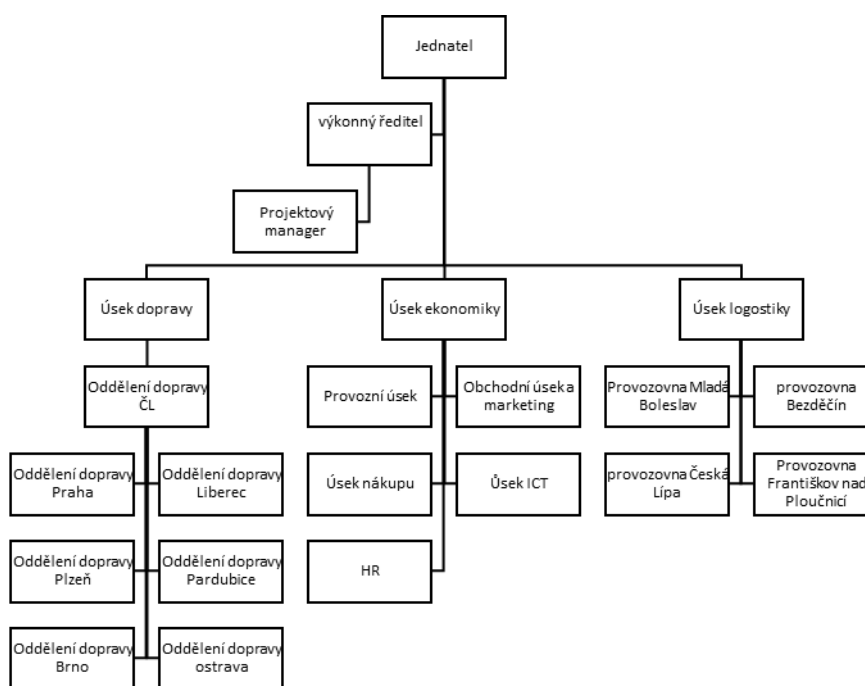 Jednatel
výkonný ředitel
Projektový
manager
Úsek dopravy
Úsek ekonomiky
Úsek logostiky
Oddělení dopravy
ČL
Provozní úsek
Obchodní úsek a
marketing
Provozovna Mladá
Boleslav
provozovna
Bezděčín
Oddělení dopravy
Praha
Oddělení dopravy
Liberec
Úsek nákupu
Ůsek ICT
provozovna Česká
Lípa
Provozovna
Františkov nad
Ploučnicí
Oddělení dopravy
Plzeň
Oddělení dopravy
Pardubice
HR
Oddělení dopravy
Brno
Oddělení dopravy
ostrava